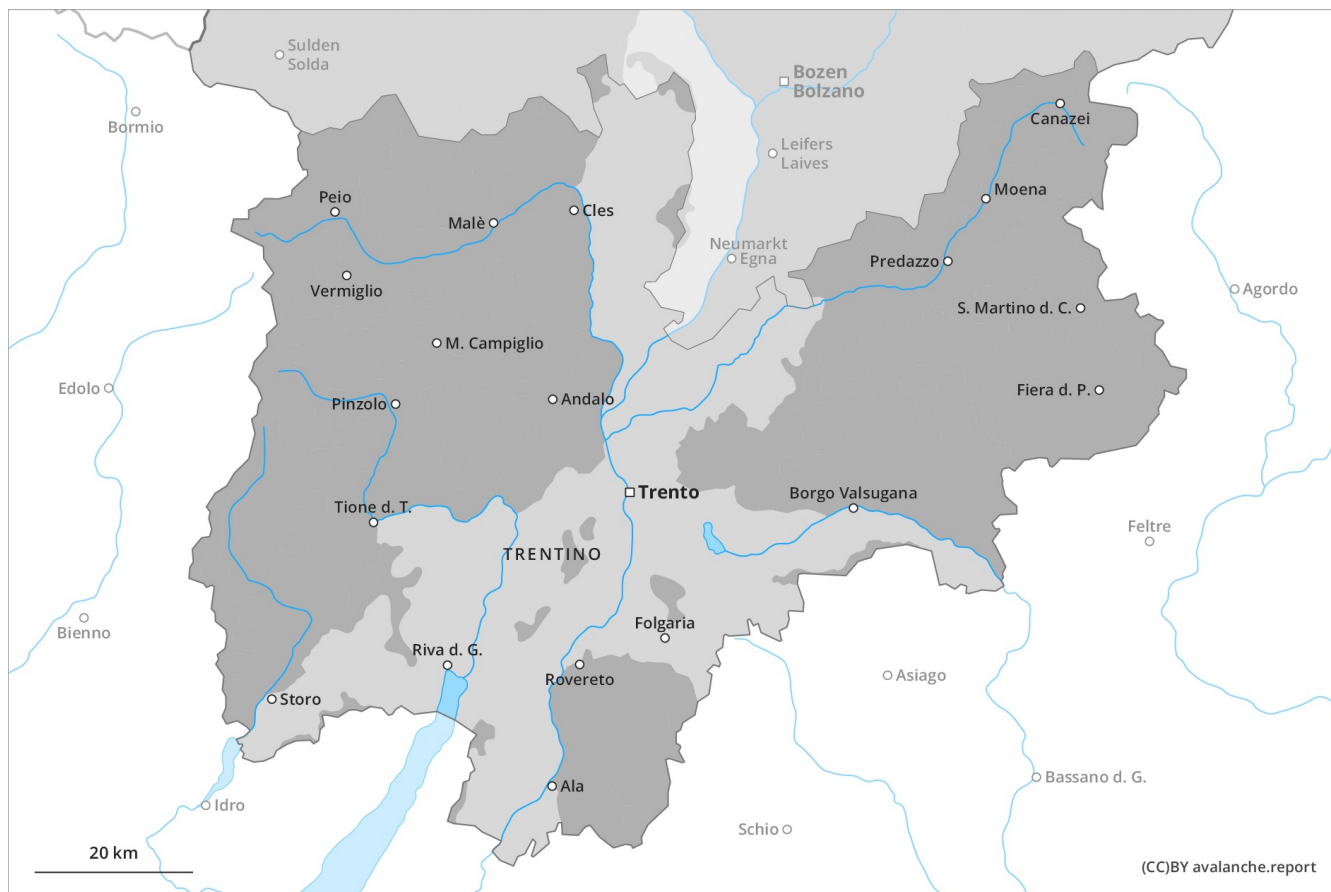 Sulden
Solda
Bozen
Bolzano
Bormio
Canazei
Leifers
Laives
Peio
Malè
Cles
Moena
Neumarkt
Egna
Predazzo
Vermiglio
Agordo
S. Martino d. C.
M. Campiglio
Edolo
Pinzolo
Andalo
Fiera d. P.
Trento
Borgo Valsugana
Tione d. T.
Feltre
TRENTINO
Bienno
Folgaria
Riva d. G.
Rovereto
Asiago
Storo
Ala
Bassano d. G.
Idro
Schio
20 km
(CC)BY avalanche.report